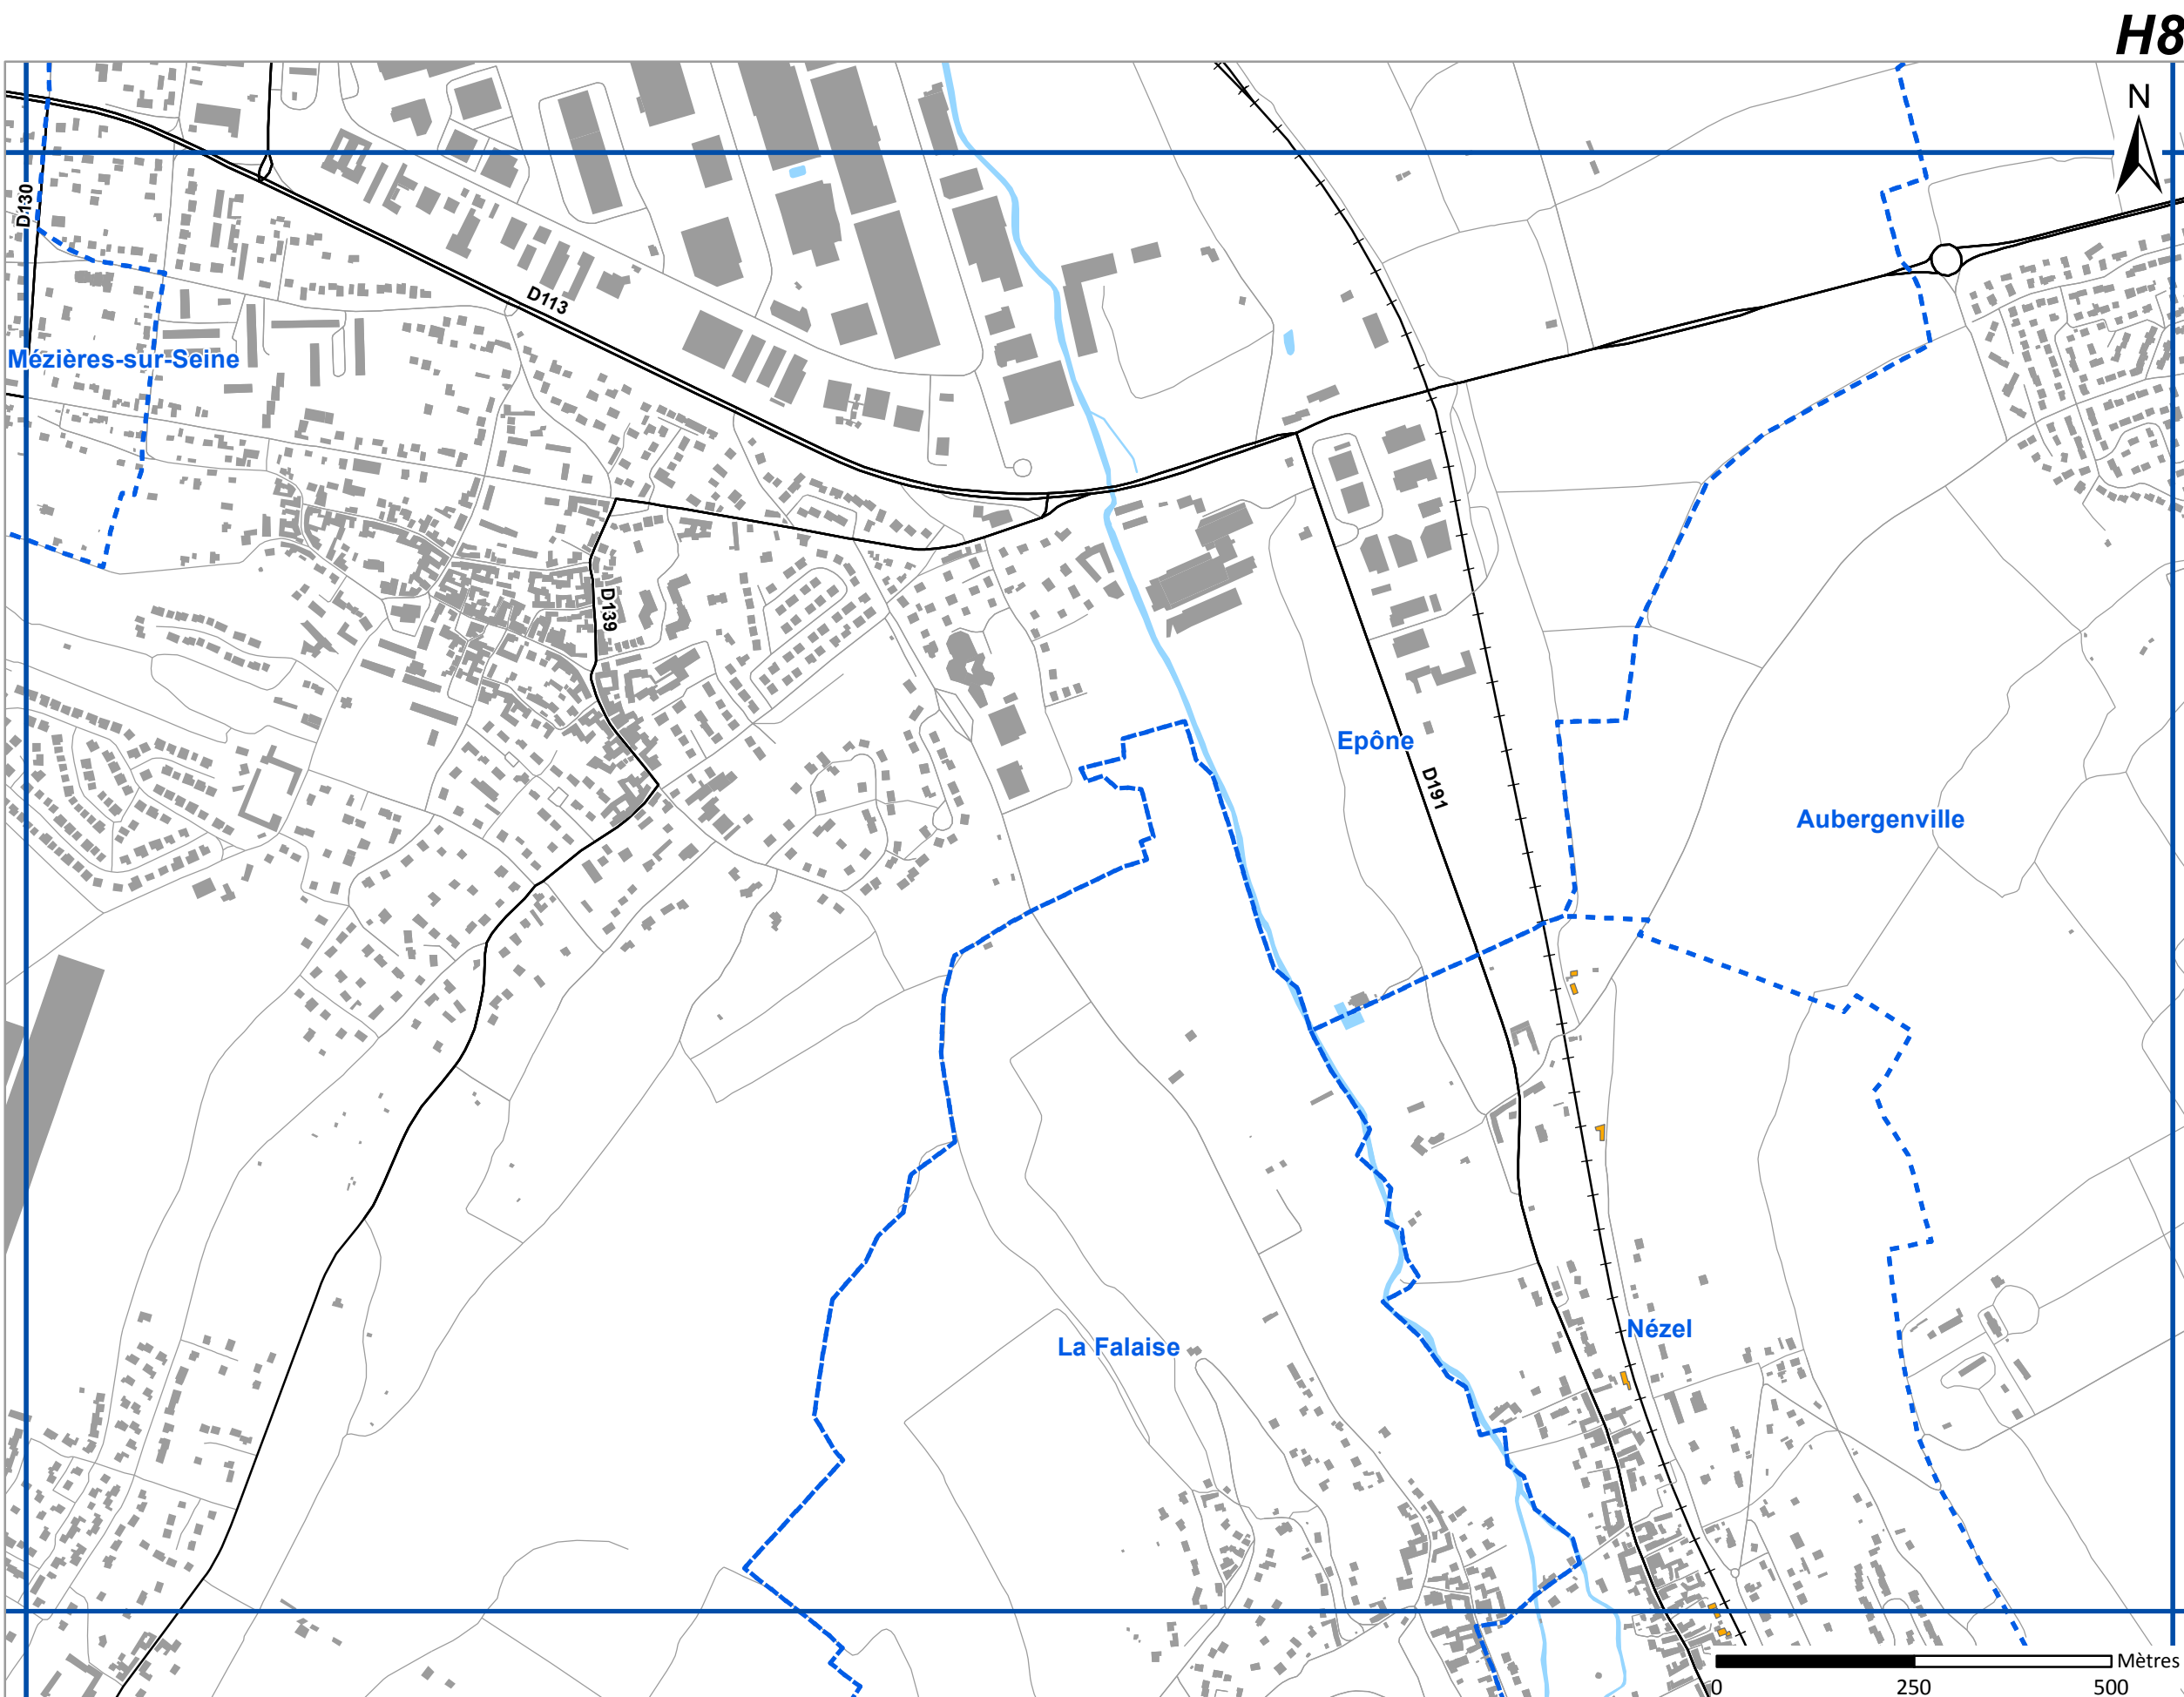 H8
N
D130
D113
Mézières-sur-Seine
D139
Epône
D191
Aubergenville
Nézel
La Falaise
Mètres
0 250 500